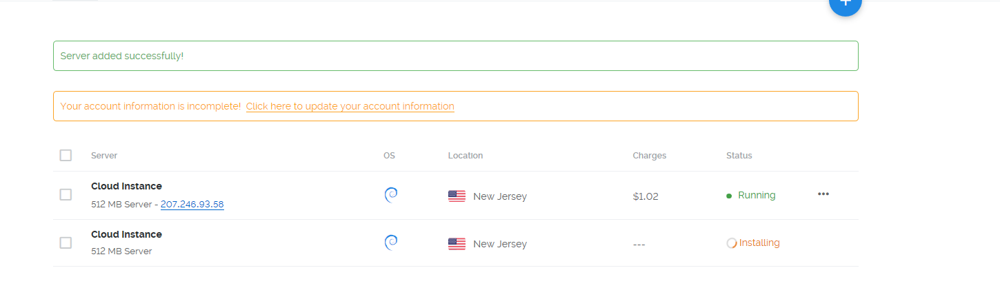 Server added successfully!
Your account information is incomplete! Click here to update your account information
Server OS Location Charges Status
Cloud Instance
512 MB Server - 207.246.93.58 New Jersey $1.02 Running
Cloud Instance
512 MB Server New Jersey --- Installing